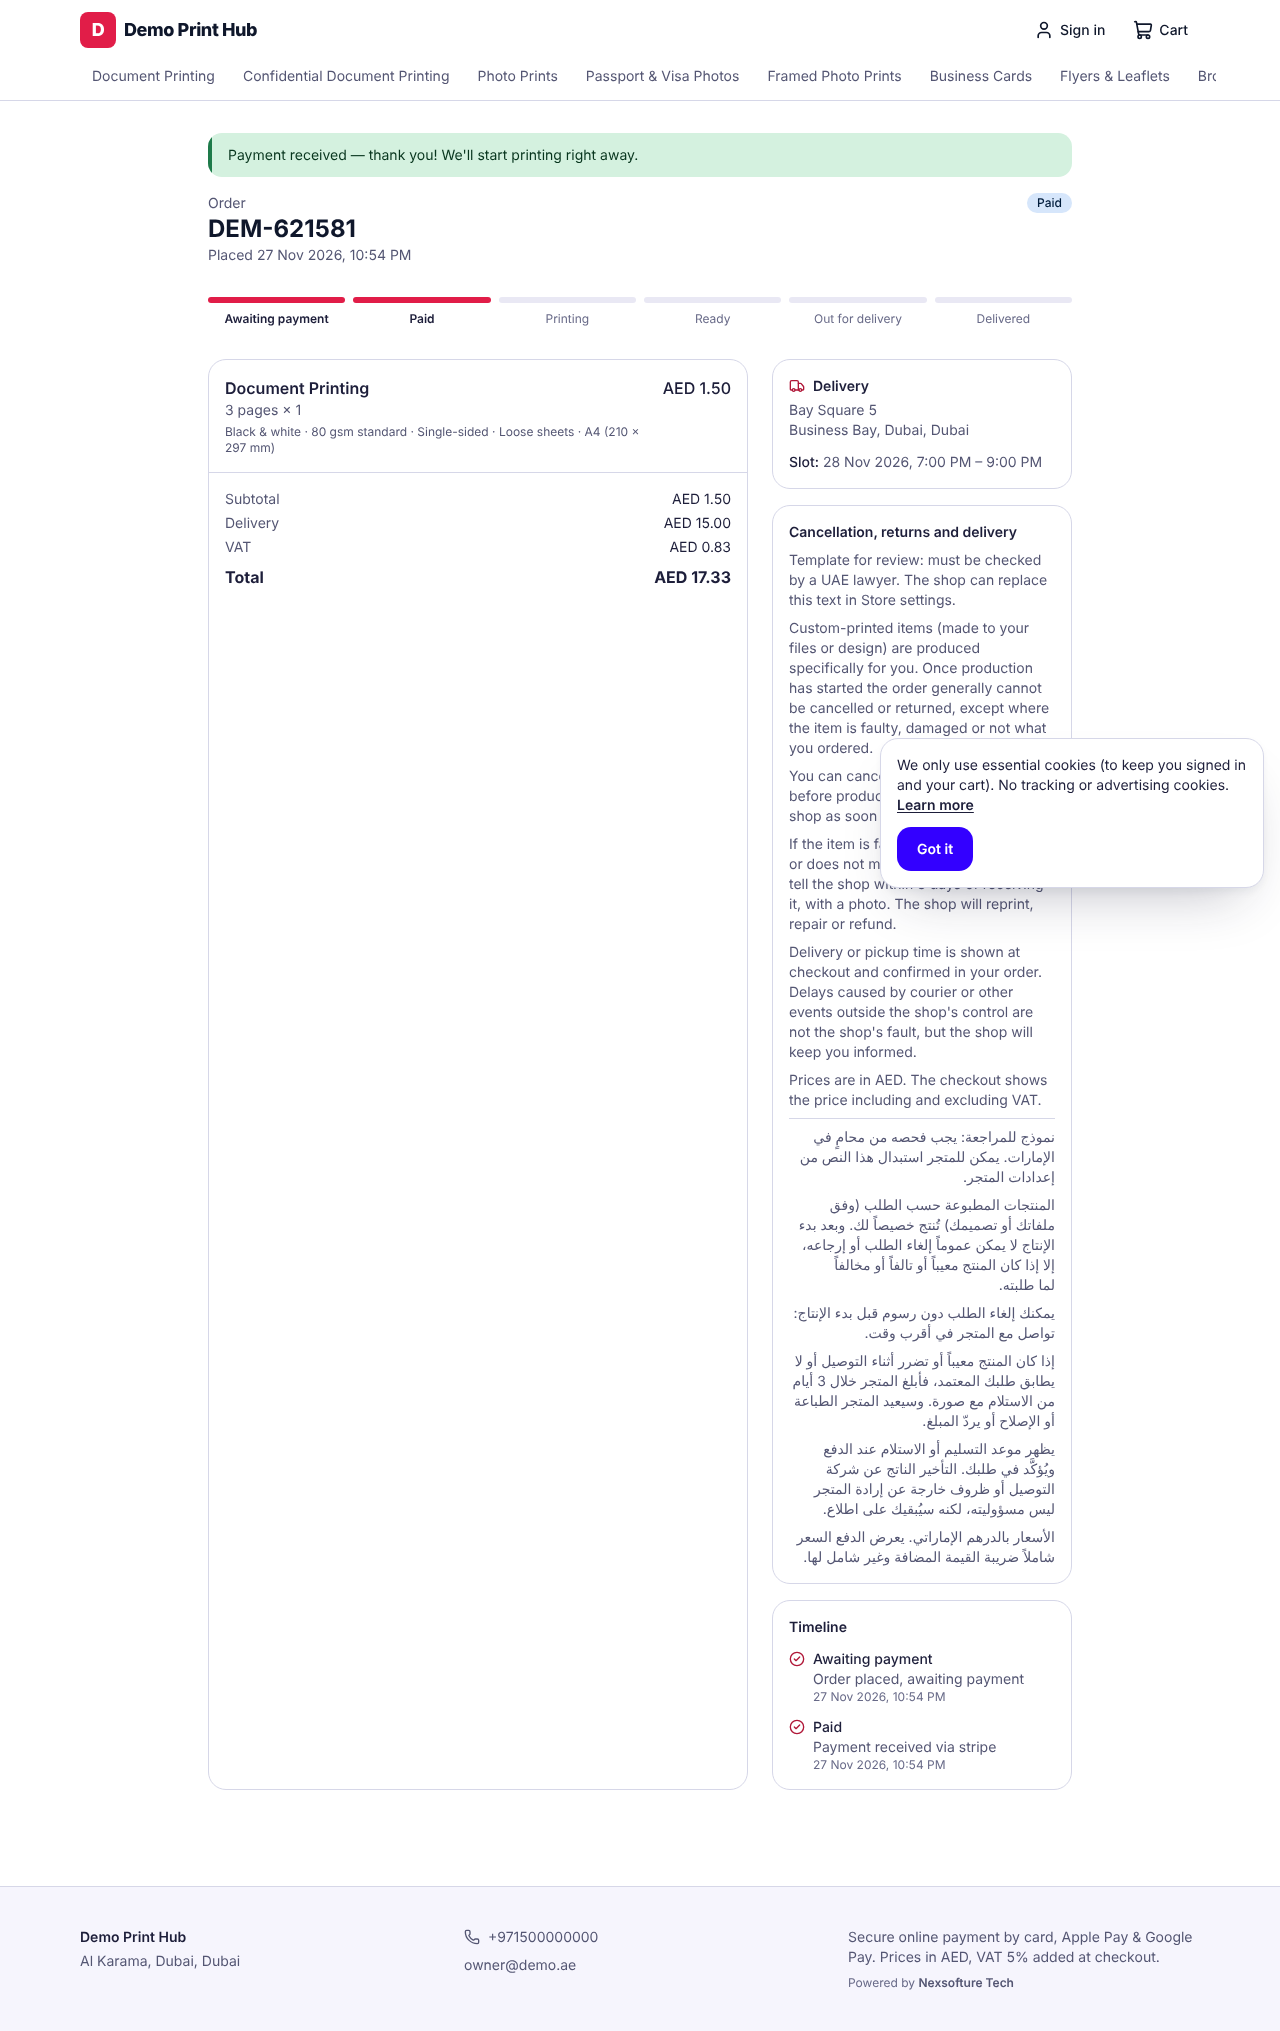 D Demo Print Hub
Sign in
Cart
Document Printing
Confidential Document Printing
Photo Prints
Passport & Visa Photos
Framed Photo Prints
Business Cards
Flyers & Leaflets
Payment received — thank you! We'll start printing right away.
Order
Paid
DEM-621581
Placed 27 Nov 2026, 10:54 PM
Awaiting payment
Paid
Printing
Ready
Out for delivery
Delivered
Document Printing AED 1.50
3 pages × 1
Black & white · 80 gsm standard · Single-sided · Loose sheets · A4 (210 ×
297 mm)
Subtotal AED 1.50
Delivery AED 15.00
VAT AED 0.83
Total AED 17.33
Delivery
Bay Square 5
Business Bay, Dubai, Dubai
Slot: 28 Nov 2026, 7:00 PM – 9:00 PM
Cancellation, returns and delivery
Template for review: must be checked
by a UAE lawyer. The shop can replace
this text in Store settings.
Custom-printed items (made to your
files or design) are produced
specifically for you. Once production
has started the order generally cannot
be cancelled or returned, except where
the item is faulty, damaged or not what
you ordered.
You can
before
shop as soon
If the item is
or does not
tell the shop
it, with a photo. The shop will reprint,
repair or refund.
Delivery or pickup time is shown at
checkout and confirmed in your order.
Delays caused by courier or other
events outside the shop's control are
not the shop's fault, but the shop will
keep you informed.
Prices are in AED. The checkout shows
the price including and excluding VAT.
نموذج للمراجعة: يجب فحصه من محامٍ في
الإمارات. يمكن للمتجر استبدال هذا النص من
إعدادات المتجر.
المنتجات المطبوعة حسب الطلب (وفق
ملفاتك أو تصميمك) تُنتج خصيصاً لك. وبعد بدء
الإنتاج لا يمكن عموماً إلغاء الطلب أو إرجاعه،
إلا إذا كان المنتج معيباً أو تالفاً أو مخالفاً
لما طلبته.
يمكنك إلغاء الطلب دون رسوم قبل بدء الإنتاج:
تواصل مع المتجر في أقرب وقت.
إذا كان المنتج معيباً أو تضرر أثناء التوصيل أو لا
يطابق طلبك المعتمد، فأبلغ المتجر خلال 3 أيام
من الاستلام مع صورة. وسيعيد المتجر الطباعة
أو الإصلاح أو يردّ المبلغ.
يظهر موعد التسليم أو الاستلام عند الدفع
ويُؤكَّد في طلبك. التأخير الناتج عن شركة
التوصيل أو ظروف خارجة عن إرادة المتجر
ليس مسؤوليته، لكنه سيُبقيك على اطلاع.
الأسعار بالدرهم الإماراتي. يعرض الدفع السعر
شاملاً ضريبة القيمة المضافة وغير شامل لها.
We only use essential cookies (to keep you signed in
and your cart). No tracking or advertising cookies.
Learn more
Got it
Timeline
Awaiting payment
Order placed, awaiting payment
27 Nov 2026, 10:54 PM
Paid
Payment received via stripe
27 Nov 2026, 10:54 PM
Demo Print Hub
Al Karama, Dubai, Dubai
+971500000000
owner@demo.ae
Secure online payment by card, Apple Pay & Google
Pay. Prices in AED, VAT 5% added at checkout.
Powered by Nexsofture Tech